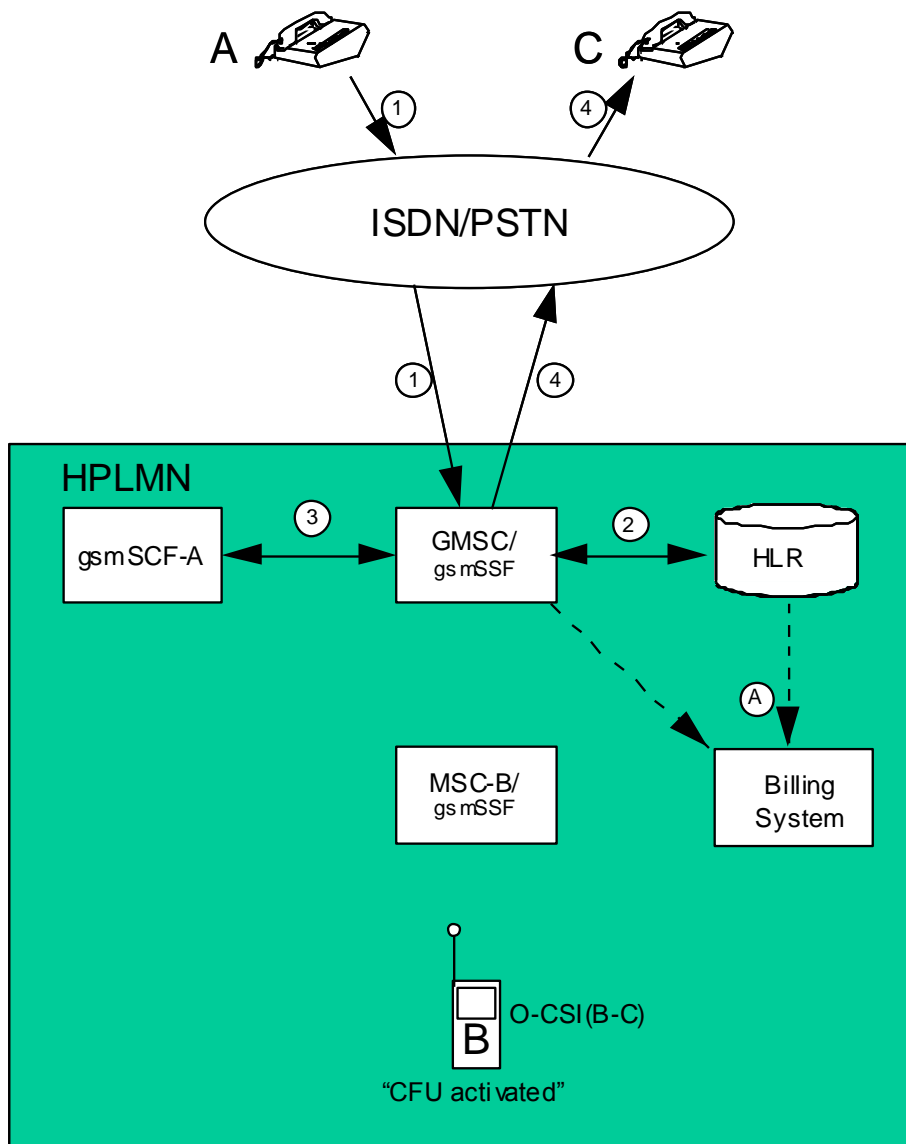 A
C
1
4
ISDN/PSTN
1
4
HPLMN
gsmSCF-A
3
GMSC/
gsmSSF
2
HLR
A
MSC-B/
gsmSSF
Billing
System
O-CSI(B-C)
B
“CFU activated”